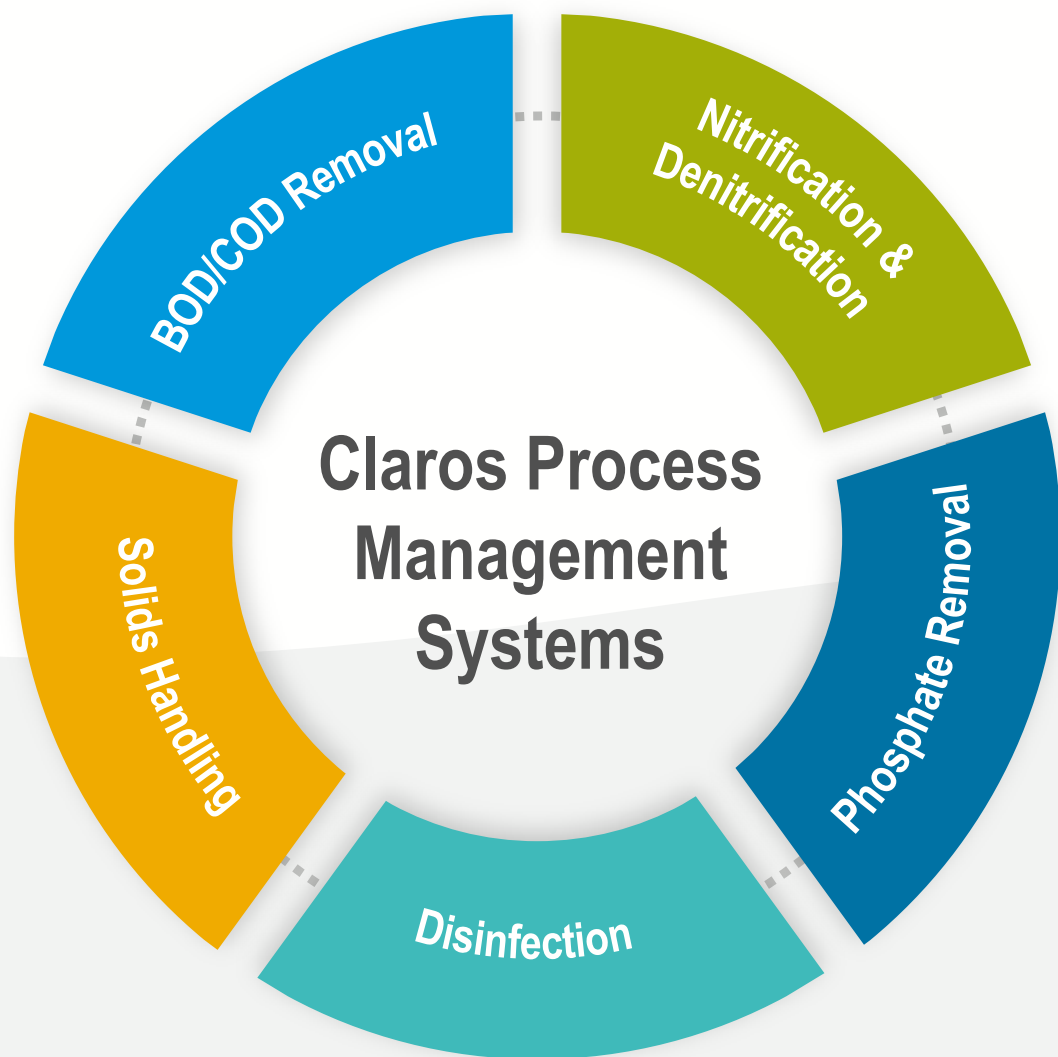 BOD/COD Removal
Nitrification &
Denitrification
Claros Process
Management
Systems
Solids Handling
Phosphate Removal
Disinfection